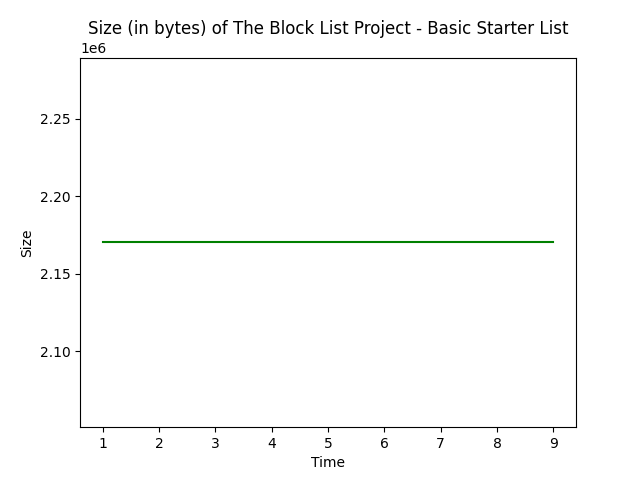 Size (in bytes) of The Block List Project - Basic Starter List
1e6
2.25
2.20
2.15
2.10
Size
1 2 3 4 5 6 7 8 9
Time